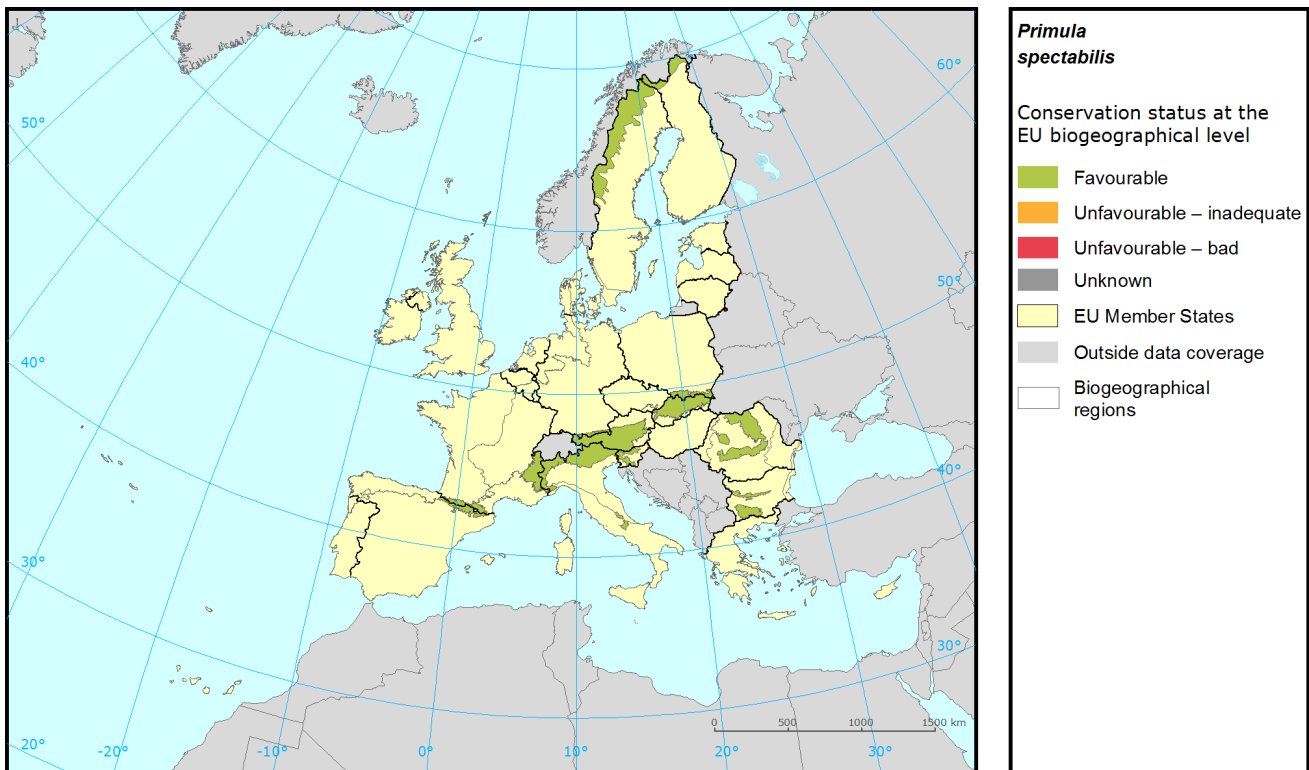 Primula
spectabilis
Conservation status at the
EU biogeographical level
Favourable
Unfavourable – inadequate
Unfavourable – bad
Unknown
EU Member States
Outside data coverage
Biogeographical
regions
60°
50°
50°
40°
40°
30°
30°
0 500 1000 1500 km
20° -20° -10° 0° 10° 20° 30°